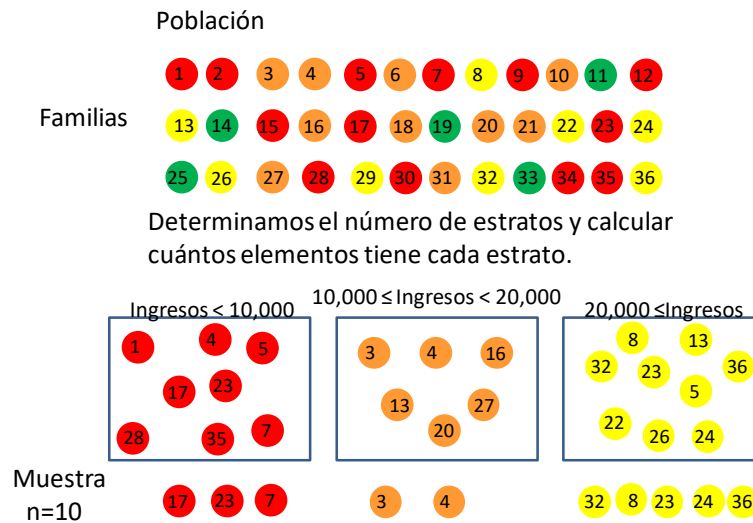 Población
1 2 3 4 5 6 7 8 9 10 11 12
Familias
13 14 15 16 17 18 19 20 21 22 23 24
25 26 27 28 29 30 31 32 33 34 35 36
Determinamos el número de estratos y calcular
cuántos elementos tiene cada estrato.
Ingresos < 10,000
10,000 ≤ Ingresos < 20,000
20,000 ≤Ingresos
1 4 5
17 23
28 35 7
3 4 16
13 27
20
8 13
32 23 36
5
22 26 24
Muestra
n=10
17 23 7
3 4
32 8 23 24 36